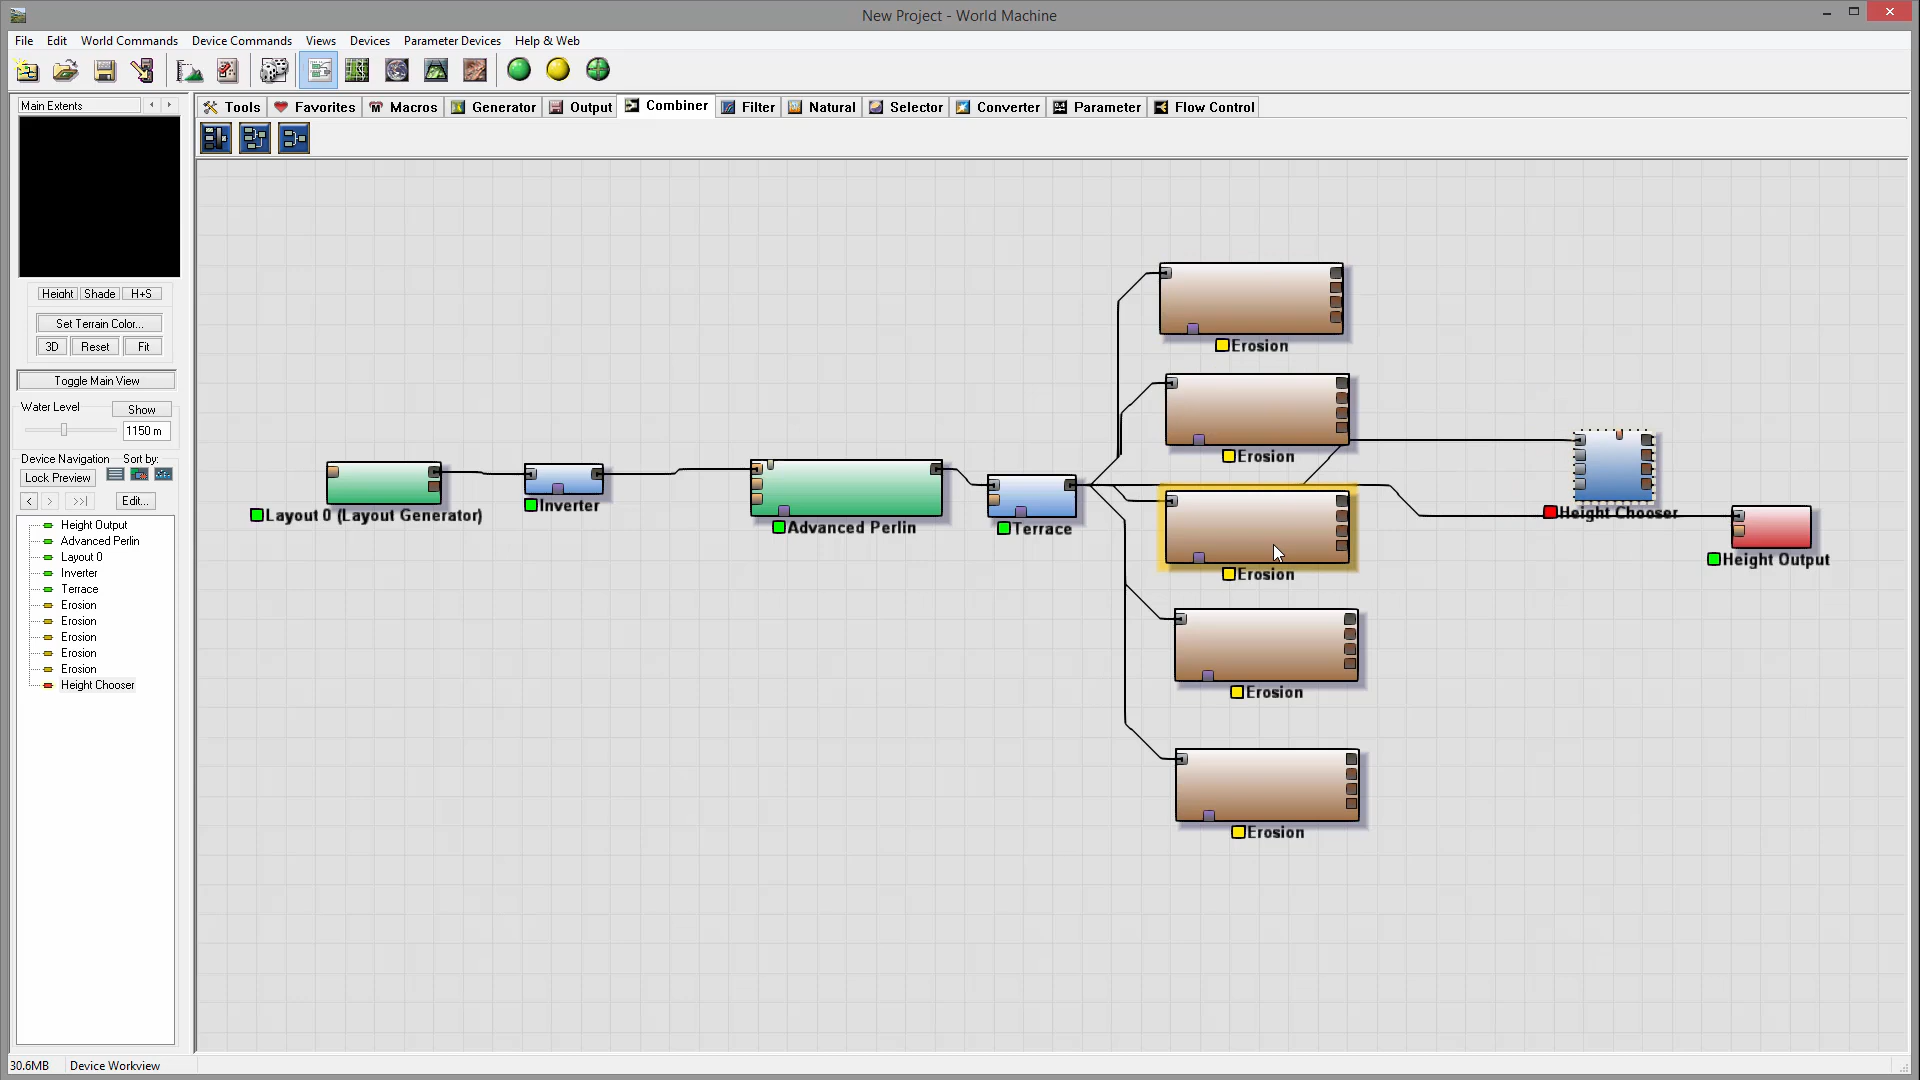 New Project - World Machine
File Edit World Commands Device Commands Views Devices Parameter Devices Help & Web
Main Extents
Tools Favorites Macros Generator Output Combiner Filter Natural Selector Converter Parameter Flow Control
Height Shade H+S
Set Terrain Color...
3D Reset Fit
Toggle Main View
Water Level Show
1150 m
Device Navigation Sort by:
Lock Preview
< > >>| Edit...
Height Output
Advanced Perlin
Layout 0
Inverter
Terrace
Erosion
Erosion
Erosion
Erosion
Erosion
Height Chooser
Erosion
Erosion
Layout 0 (Layout Generator)
Inverter
Advanced Perlin
Terrace
Height Chooser
Height Output
Erosion
Erosion
Erosion
30.6MB Device Workview